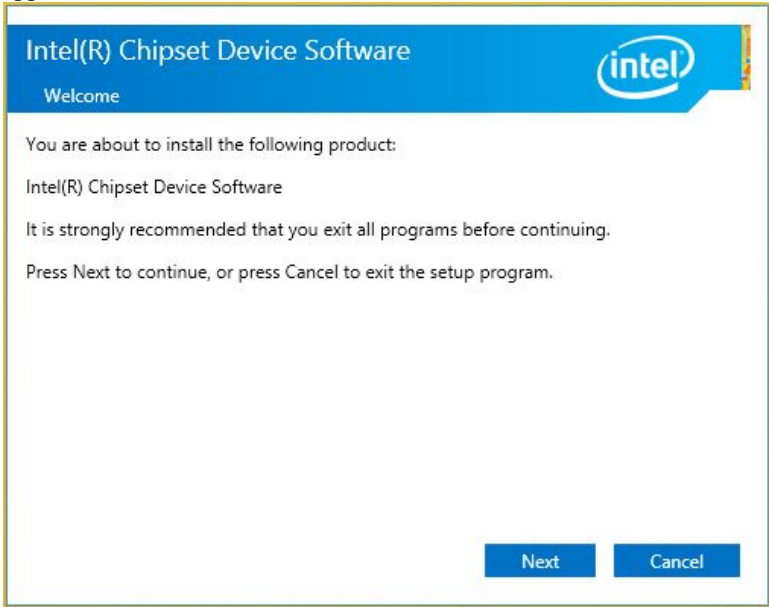 Intel(R) Chipset Device Software
intel
Welcome
You are about to install the following product:
Intel(R) Chipset Device Software
It is strongly recommended that you exit all programs before continuing.
Press Next to continue, or press Cancel to exit the setup program.
Next
Cancel